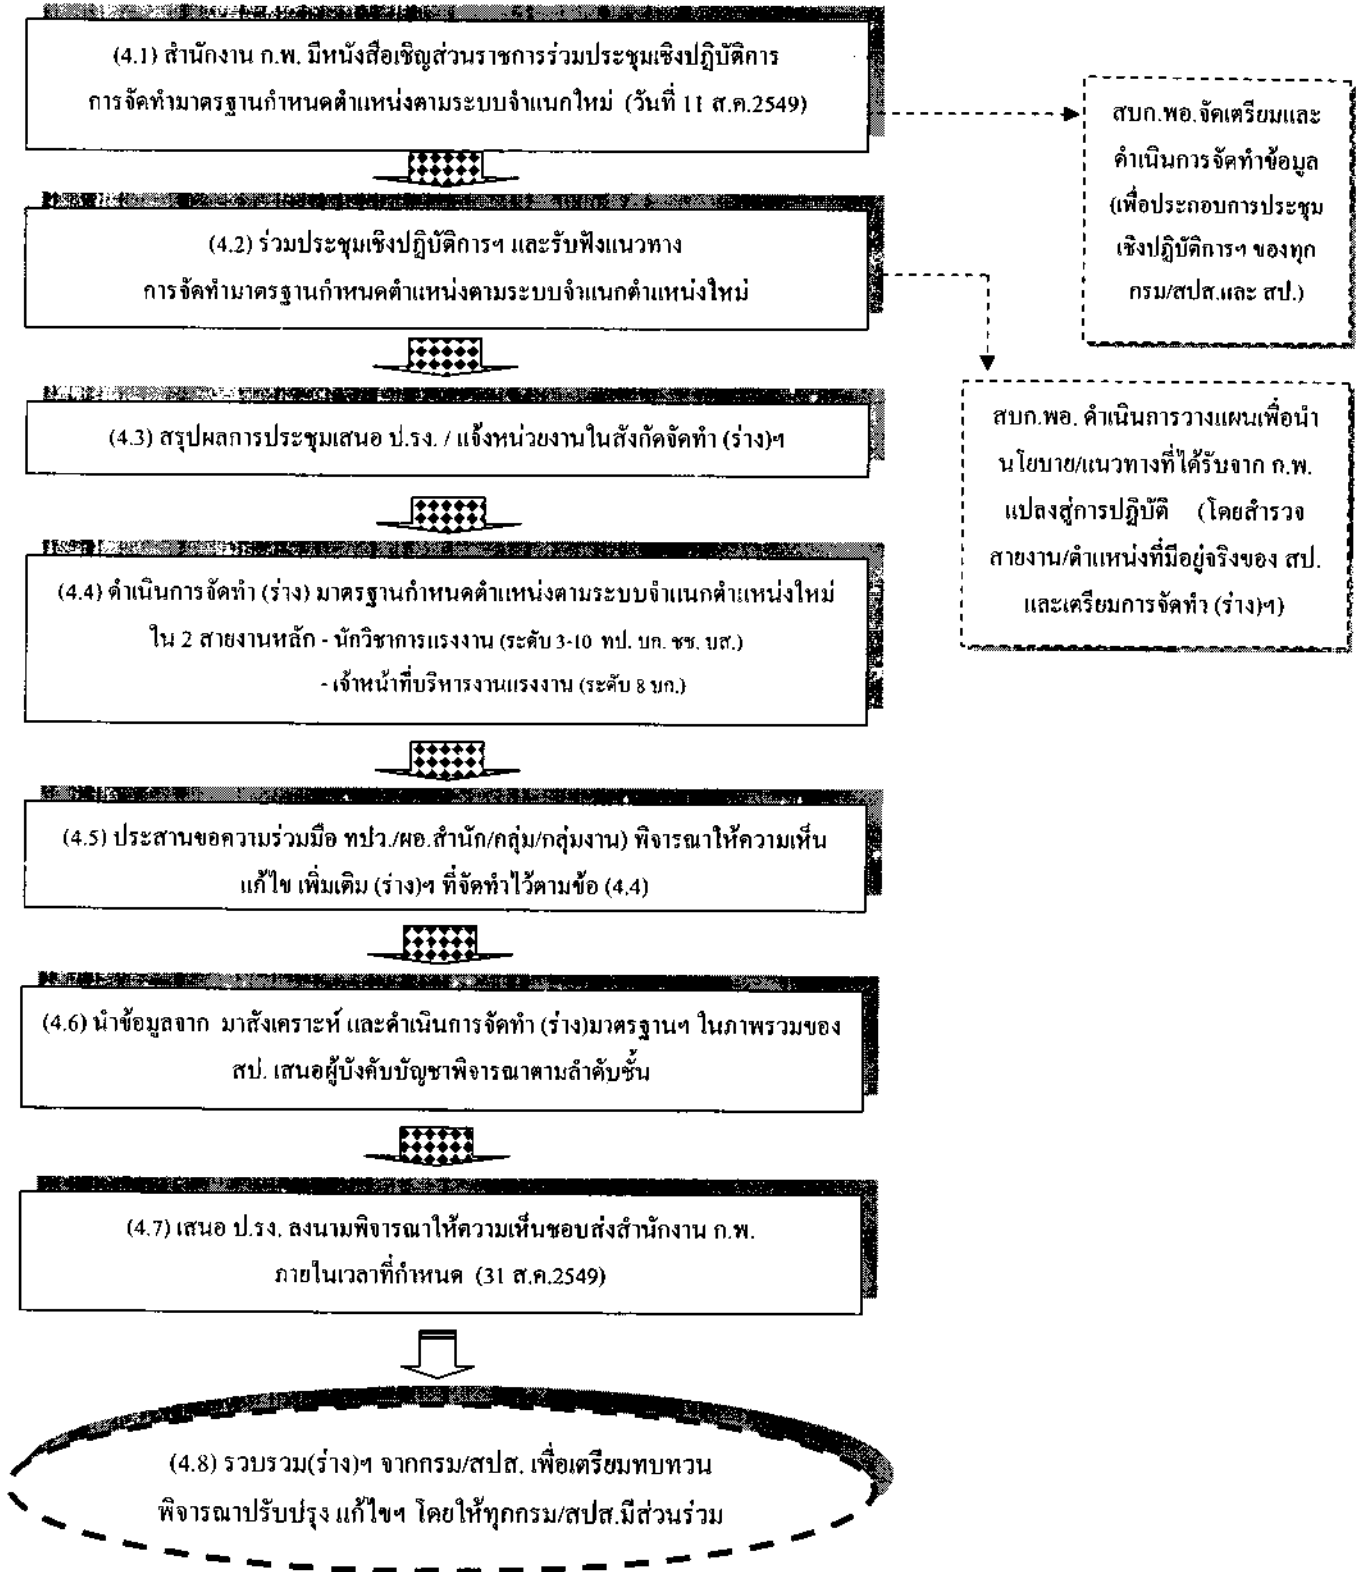 (4.1) สำนักงาน ก.พ. มีหนังสือเชิญส่วนราชการร่วมประชุมเชิงปฏิบัติการ
การจัดทำมาตรฐานกำหนดตำแหน่งตามระบบจำแนกใหม่ (วันที่ 11 ส.ค.2549)
สบก.พอ.จัดเตรียมและ
ดำเนินการจัดทำข้อมูล
(เพื่อประกอบการประชุม
เชิงปฏิบัติการฯ ของทุก
กรม/สปส.และ สป.)
(4.2) ร่วมประชุมเชิงปฏิบัติการฯ และรับฟังแนวทาง
การจัดทำมาตรฐานกำหนดตำแหน่งตามระบบจำแนกตำแหน่งใหม่
สบก.พอ. ดำเนินการวางแผนเพื่อนำ
นโยบาย/แนวทางที่ได้รับจาก ก.พ.
แปลงสู่การปฏิบัติ (โดยสำรวจ
สายงาน/ตำแหน่งที่มีอยู่จริงของ สป.
และเตรียมการจัดทำ (ร่าง)ฯ)
(4.3) สรุปผลการประชุมเสนอ ป.รง. / แจ้งหน่วยงานในสังกัดจัดทำ (ร่าง)ฯ
(4.4) ดำเนินการจัดทำ (ร่าง) มาตรฐานกำหนดตำแหน่งตามระบบจำแนกตำแหน่งใหม่
ใน 2 สายงานหลัก - นักวิชาการแรงงาน (ระดับ 3-10 ทป. บก. ชช. บส.)
- เจ้าหน้าที่บริหารงานแรงงาน (ระดับ 8 บก.)
(4.5) ประสานขอความร่วมมือ ทปว./ผอ.สำนัก/กลุ่ม/กลุ่มงาน) พิจารณาให้ความเห็น
แก้ไข เพิ่มเติม (ร่าง)ฯ ที่จัดทำไว้ตามข้อ (4.4)
(4.6) นำข้อมูลจาก มาสังเคราะห์ และดำเนินการจัดทำ (ร่าง)มาตรฐานฯ ในภาพรวมของ
สป. เสนอผู้บังคับบัญชาพิจารณาตามลำดับชั้น
(4.7) เสนอ ป.รง. ลงนามพิจารณาให้ความเห็นชอบส่งสำนักงาน ก.พ.
ภายในเวลาที่กำหนด (31 ส.ค.2549)
(4.8) รวบรวม(ร่าง)ฯ จากกรม/สปส. เพื่อเตรียมทบทวน
พิจารณาปรับปรุง แก้ไขฯ โดยให้ทุกกรม/สปส.มีส่วนร่วม